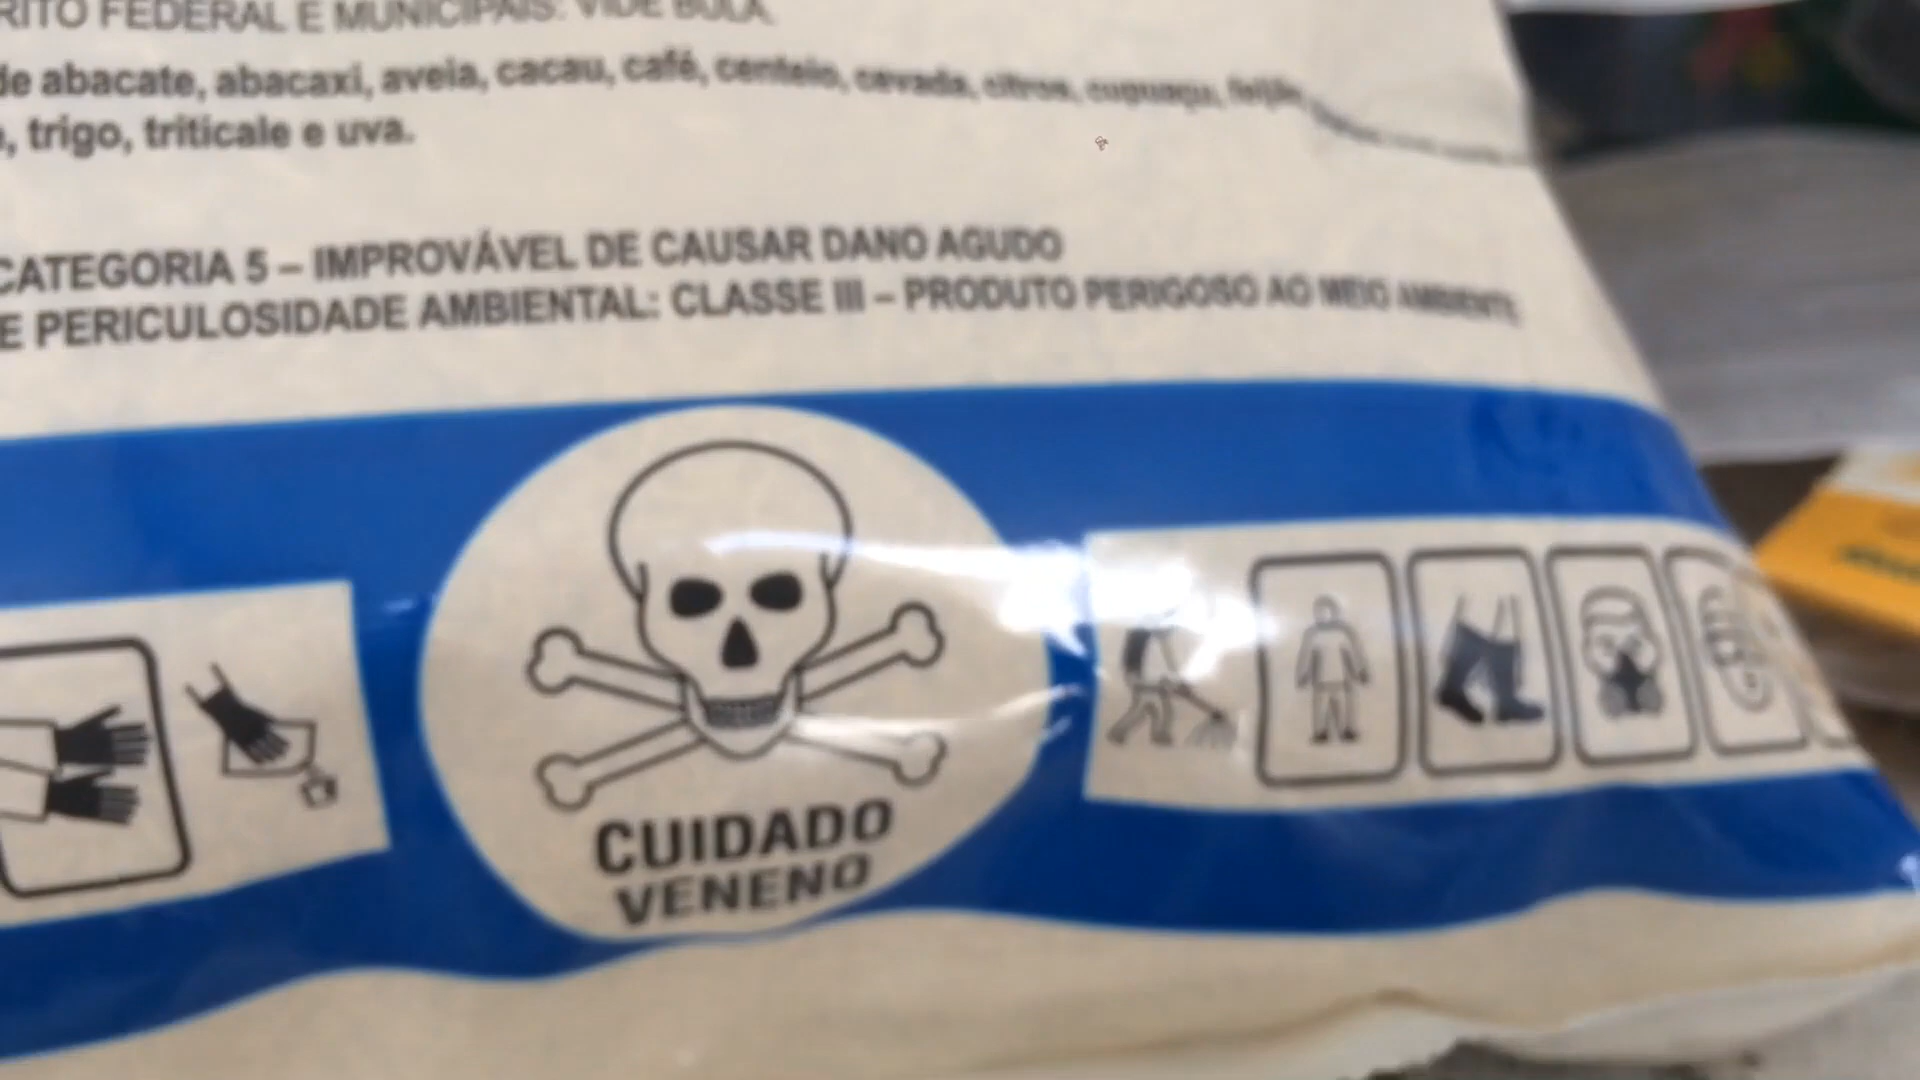 RITO FEDERAL E MUNICIPAIS: VIDE BULA
de abacate, abacaxi, aveia, cacau, café, centeio, cevada, citros, cupuaçu, feijão
, trigo, triticale e uva.
CATEGORIA 5 – IMPROVÁVEL DE CAUSAR DANO AGUDO
E PERICULOSIDADE AMBIENTAL: CLASSE III – PRODUTO PERIGOSO AO MEIO AMBIENTE
CUIDADO
VENENO